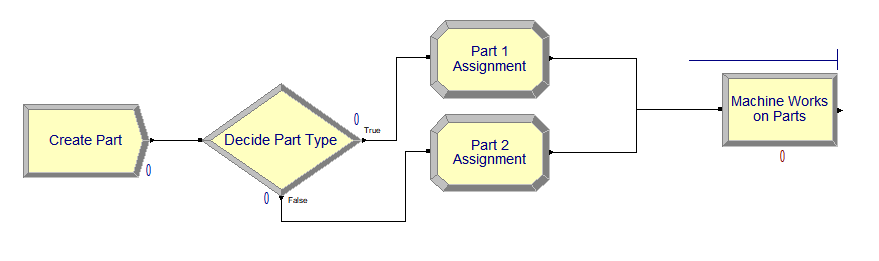 Create Part
0
Decide Part Type
0
True
0
False
Part 1
Assignment
Part 2
Assignment
Machine Works
on Parts
0